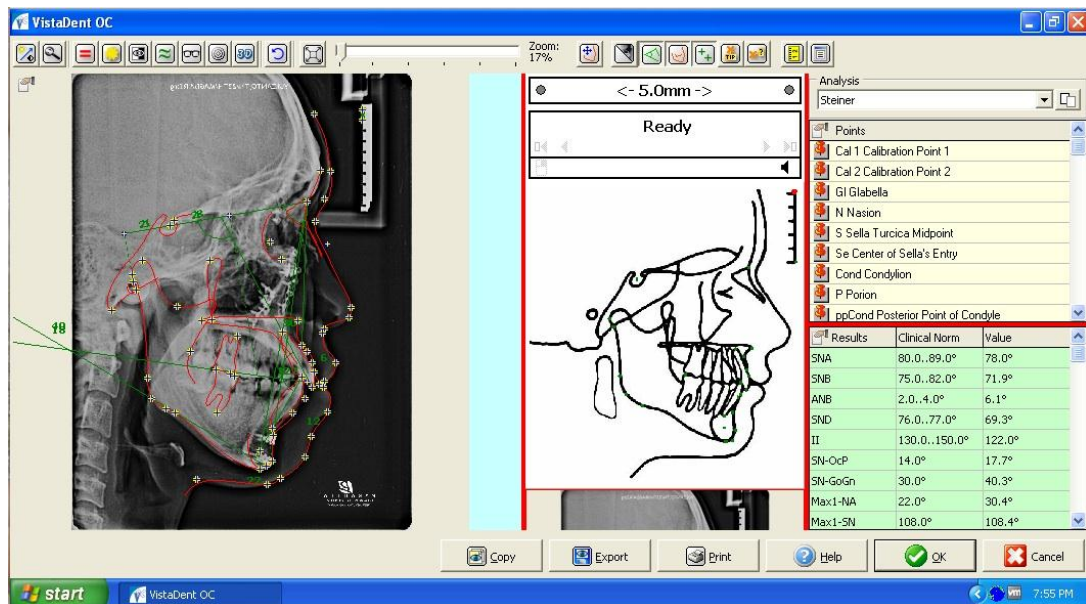 VistaDent OC
3D
Zoom:
17%
TIP
21
28
6
12
<- 5.0mm ->
Ready
Analysis
Steiner
Points
Cal 1 Calibration Point 1
Cal 2 Calibration Point 2
Gl Glabella
N Nasion
S Sella Turcica Midpoint
Se Center of Sella's Entry
Cond Condylion
P Porion
ppCond Posterior Point of Condyle
Results Clinical Norm Value
SNA 80.0..89.0° 78.0°
SNB 75.0..82.0° 71.9°
ANB 2.0..4.0° 6.1°
SND 76.0..77.0° 69.3°
II 130.0..150.0° 122.0°
SN-OcP 14.0° 17.7°
SN-GoGn 30.0° 40.3°
Max1-NA 22.0° 30.4°
Max1-SN 108.0° 108.4°
Copy
Export
Print
Help
OK
Cancel
start
VistaDent OC
7:55 PM